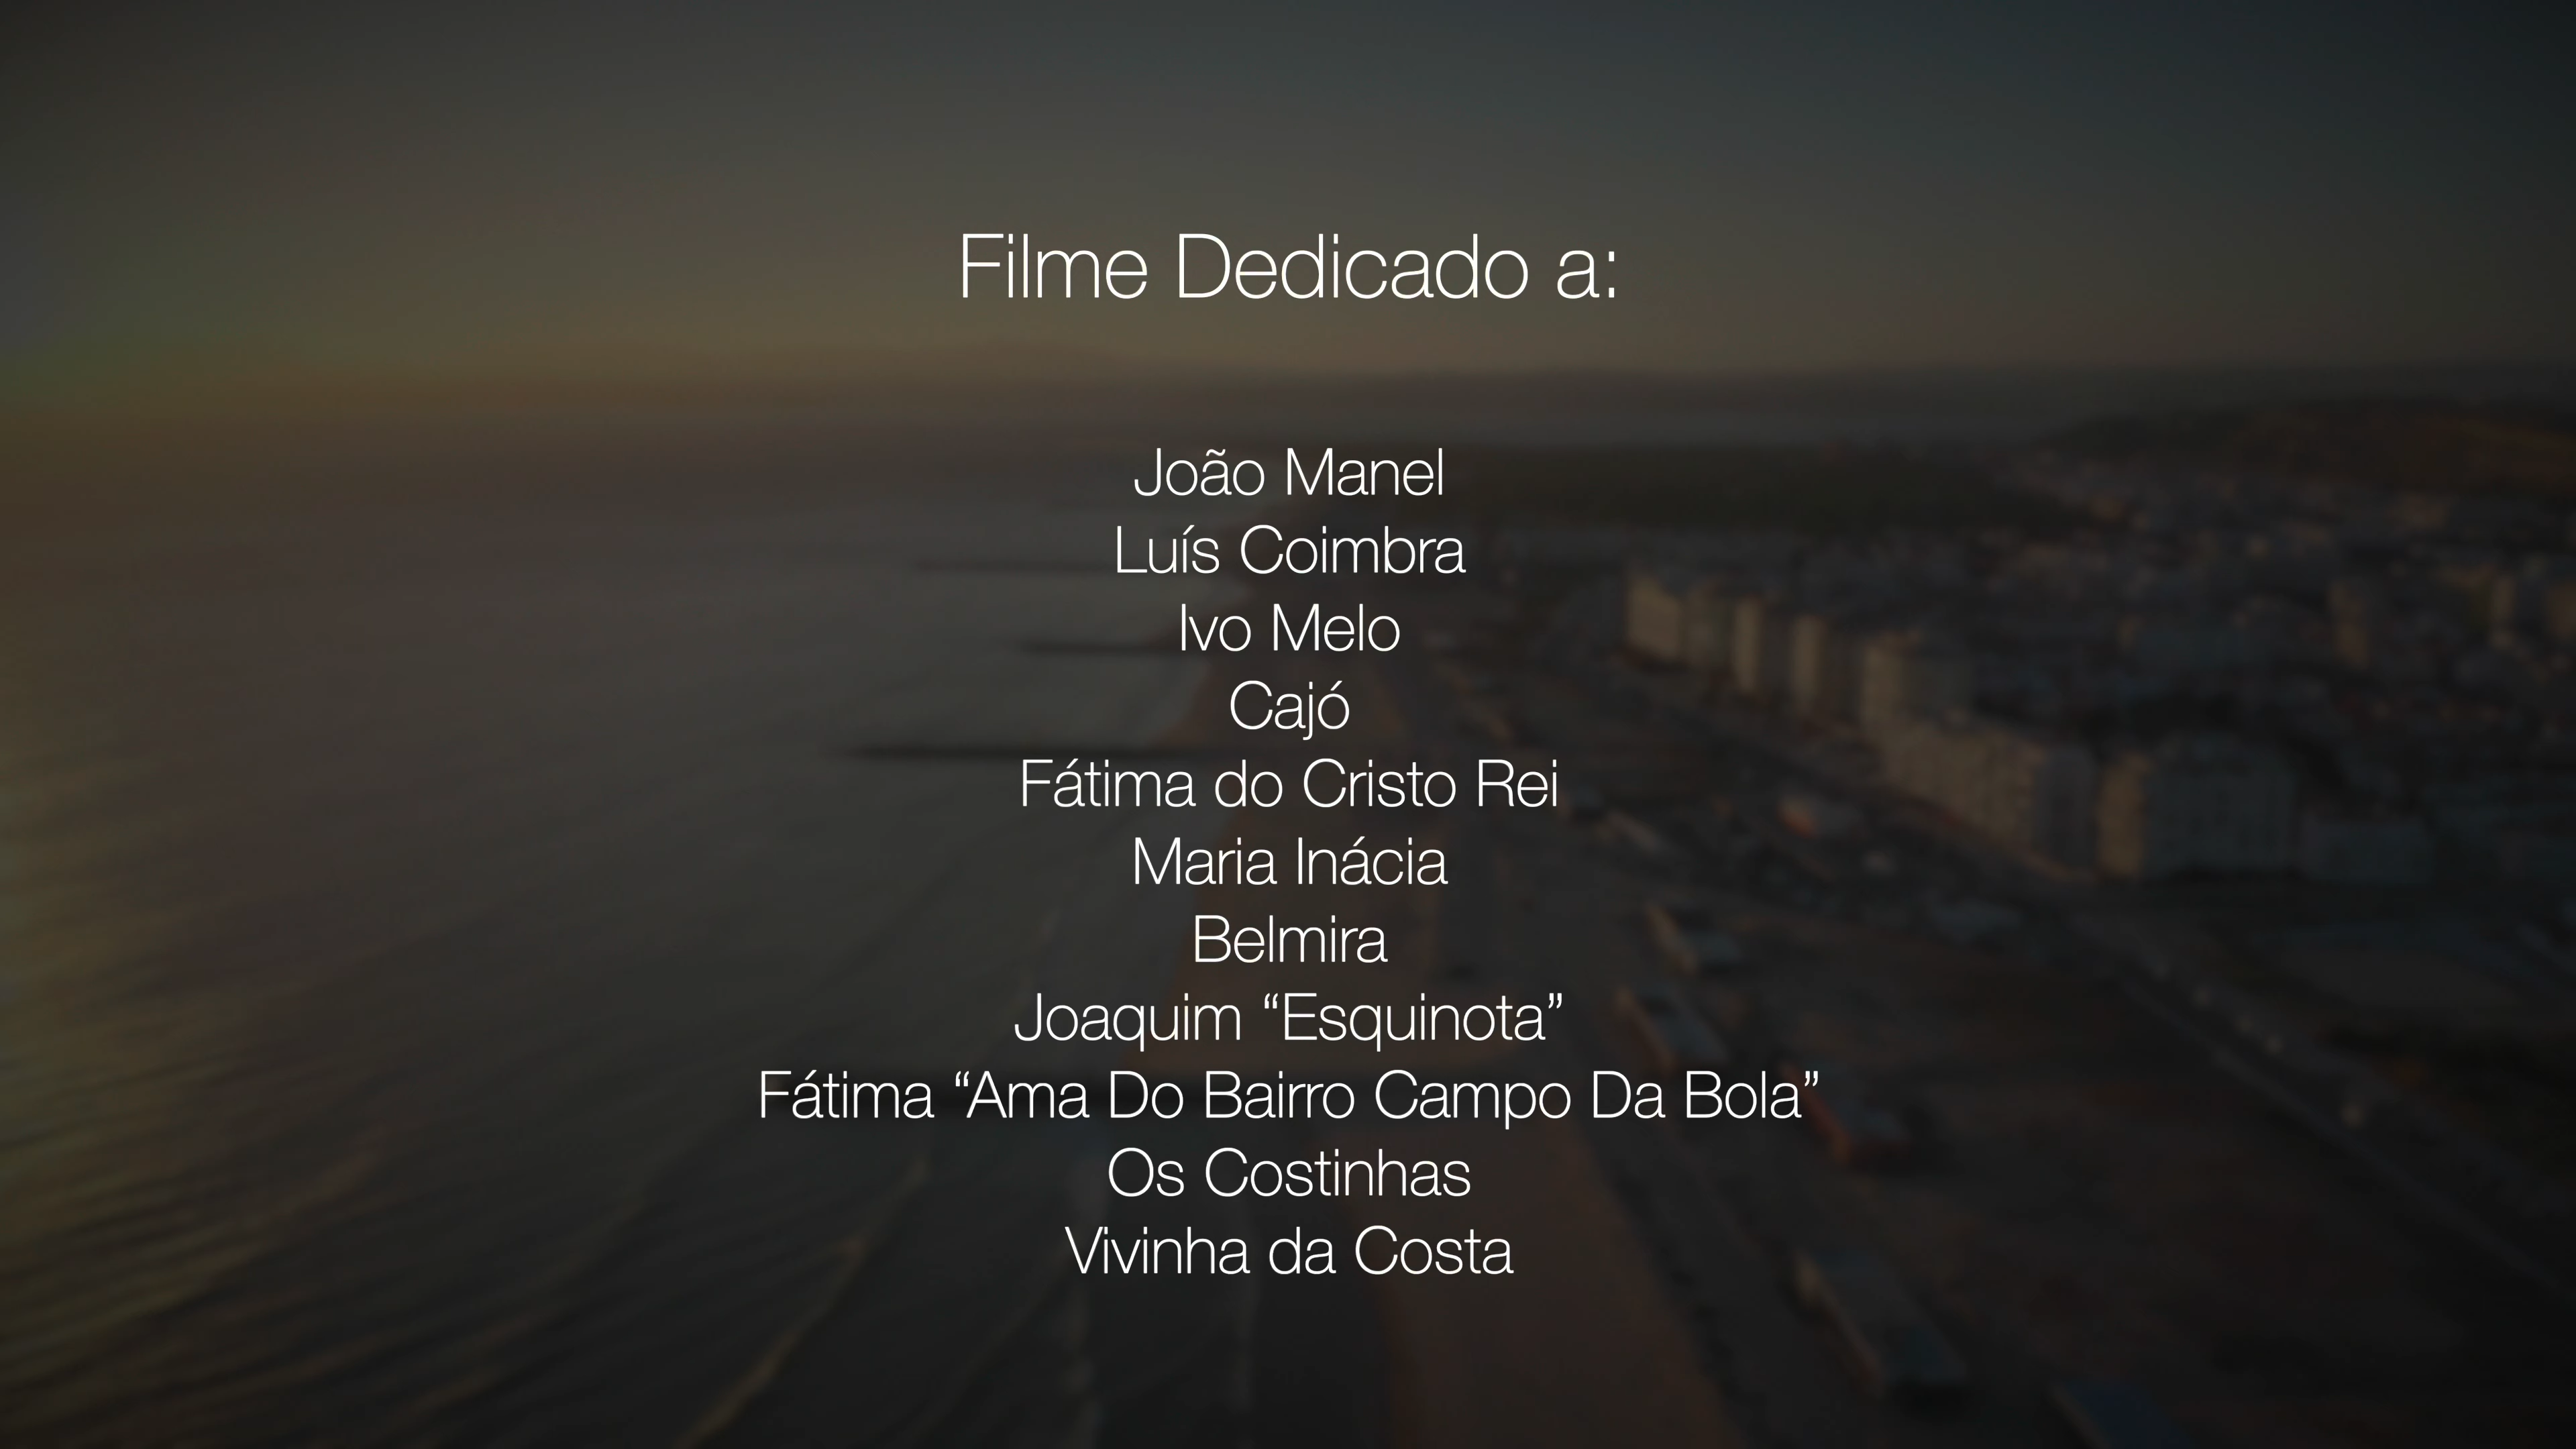 Filme Dedicado a:
João Manel
Luís Coimbra
Ivo Melo
Cajó
Fátima do Cristo Rei
Maria Inácia
Belmira
Joaquim “Esquinota”
Fátima “Ama Do Bairro Campo Da Bola”
Os Costinhas
Vivinha da Costa